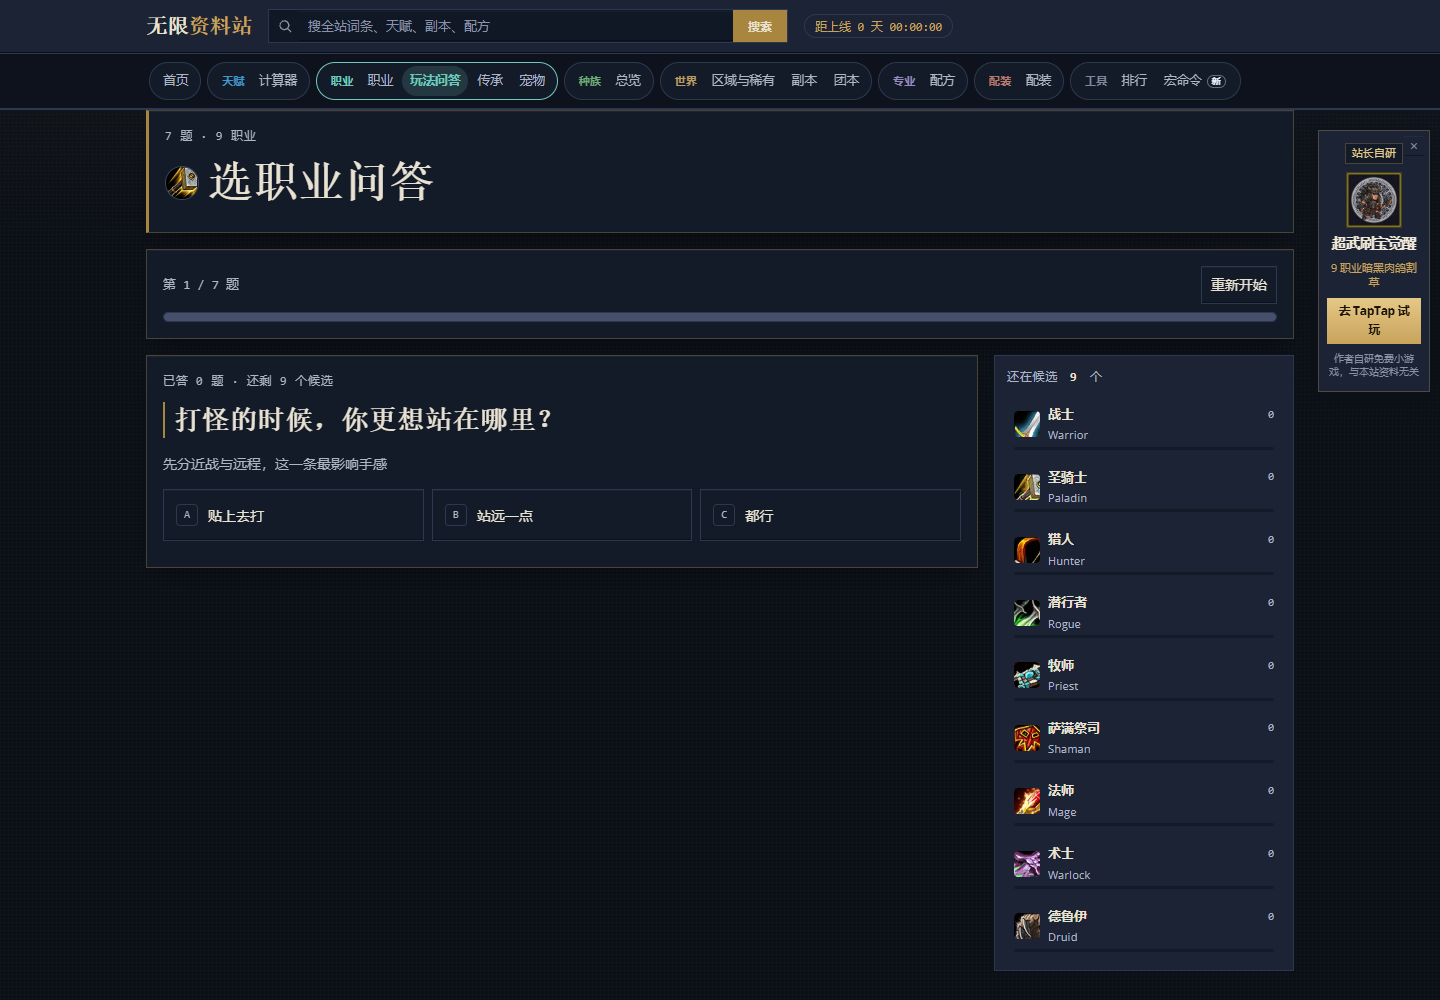 无限资料站
搜全站词条、天赋、副本、配方
搜索
距上线 0 天 00:00:00
首页
天赋 计算器
职业 职业 玩法问答 传承 宠物
种族 总览
世界 区域与稀有 副本 团本
专业 配方
配装 配装
工具 排行 宏命令 新
7 题 · 9 职业
选职业问答
第 1 / 7 题
重新开始
已答 0 题 · 还剩 9 个候选
打怪的时候，你更想站在哪里？
先分近战与远程，这一条最影响手感
A 贴上去打
B 站远一点
C 都行
还在候选 9 个
战士 0
Warrior
圣骑士 0
Paladin
猎人 0
Hunter
潜行者 0
Rogue
牧师 0
Priest
萨满祭司 0
Shaman
法师 0
Mage
术士 0
Warlock
德鲁伊 0
Druid
站长自研 ×
超武刷宝觉醒
9 职业暗黑肉鸽割
草
去 TapTap 试
玩
作者自研免费小游
戏，与本站资料无关